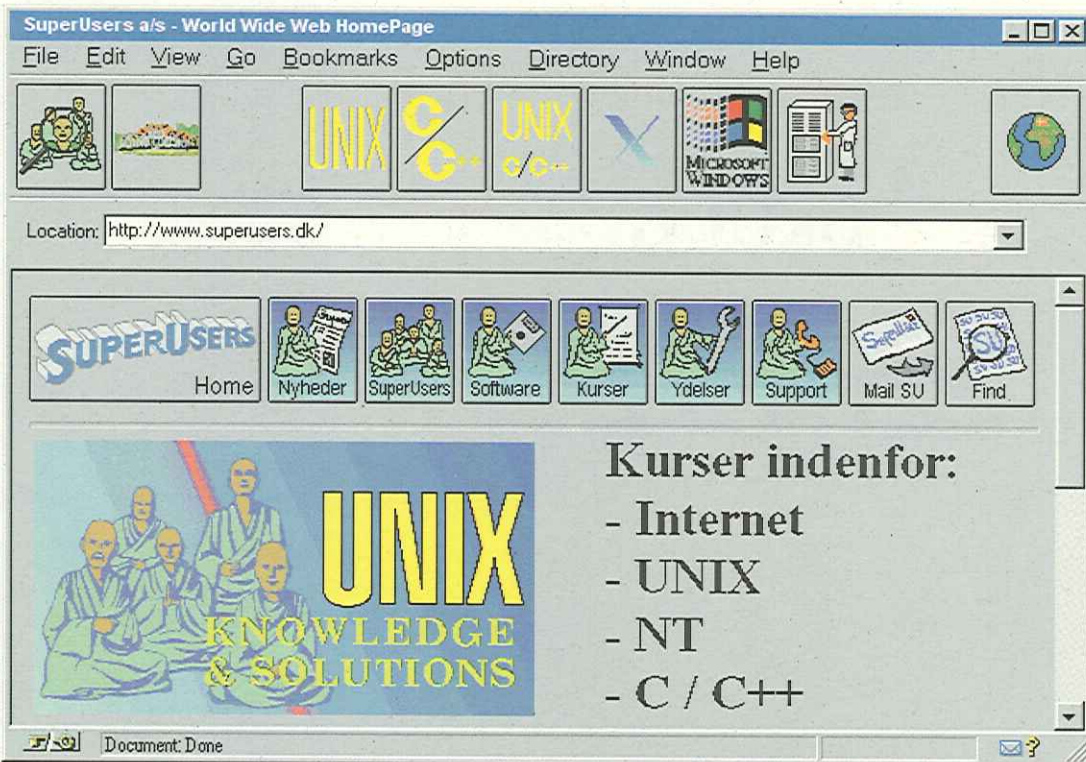 SuperUsers a/s - World Wide Web HomePage
File Edit View Go Bookmarks Options Directory Window Help
UNIX C/C++ UNIX C/C++ X MICROSOFT WINDOWS
Location: http://www.superusers.dk/
SUPERUSERS Home
Nyheder SuperUsers Software Kurser Ydelser Support Mail SU Find
UNIX
KNOWLEDGE
& SOLUTIONS
Kurser indenfor:
- Internet
- UNIX
- NT
- C / C++
Document: Done